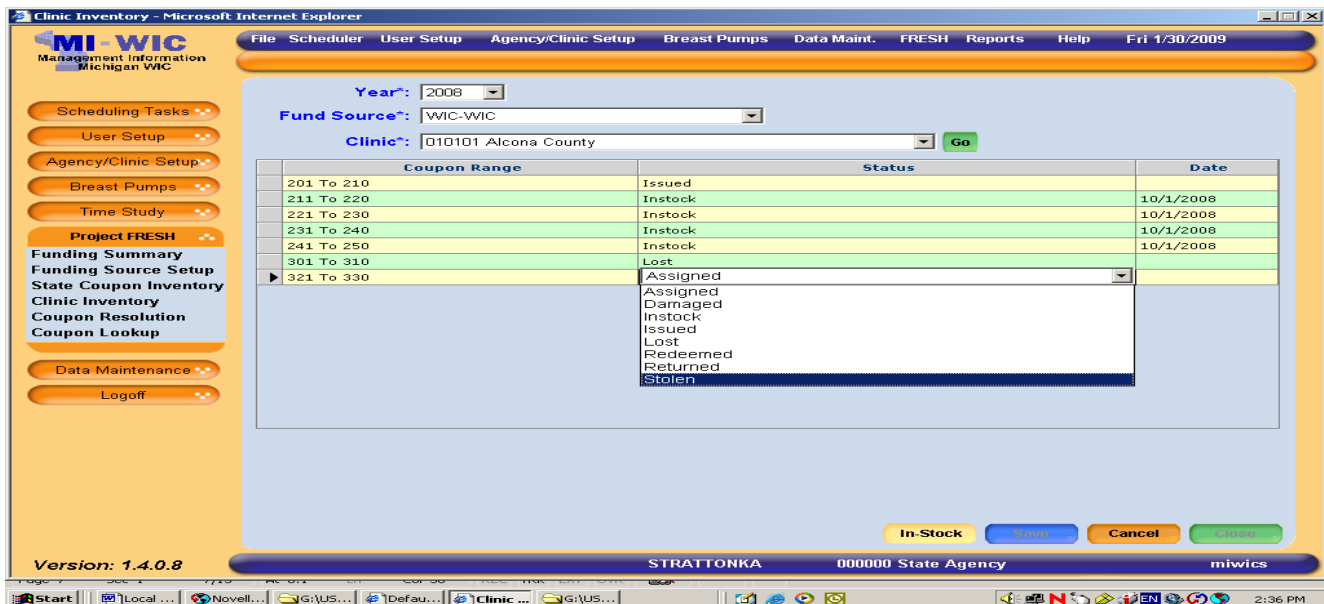 Clinic Inventory - Microsoft Internet Explorer
MI-WIC
Management Information
Michigan WIC
File Scheduler User Setup Agency/Clinic Setup Breast Pumps Data Maint. FRESH Reports Help Fri 1/30/2009
Scheduling Tasks
User Setup
Agency/Clinic Setup
Breast Pumps
Time Study
Project FRESH
Funding Summary
Funding Source Setup
State Coupon Inventory
Clinic Inventory
Coupon Resolution
Coupon Lookup
Data Maintenance
Logoff
Year*: 2008
Fund Source*: WIC-WIC
Clinic*: 010101 Alcona County Go
Coupon Range Status Date
201 To 210 Issued
211 To 220 Instock 10/1/2008
221 To 230 Instock 10/1/2008
231 To 240 Instock 10/1/2008
241 To 250 Instock 10/1/2008
301 To 310 Lost
321 To 330 Assigned
Assigned
Damaged
Instock
Issued
Lost
Redeemed
Returned
Stolen
In-Stock Save Cancel Close
Version: 1.4.0.8 STRATTONKA 000000 State Agency miwics
Start Local ... Novell... G:\US... Defau... Clinic ... G:\US... EN 2:36 PM